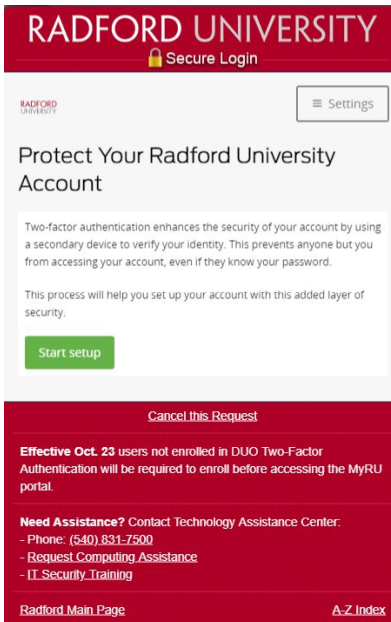 RADFORD UNIVERSITY
Secure Login
RADFORD
UNIVERSITY
≡ Settings
Protect Your Radford University
Account
Two-factor authentication enhances the security of your account by using
a secondary device to verify your identity. This prevents anyone but you
from accessing your account, even if they know your password.
This process will help you set up your account with this added layer of
security.
Start setup
Cancel this Request
Effective Oct. 23 users not enrolled in DUO Two-Factor
Authentication will be required to enroll before accessing the MyRU
portal.
Need Assistance? Contact Technology Assistance Center:
- Phone: (540) 831-7500
- Request Computing Assistance
- IT Security Training
Radford Main Page
A-Z Index